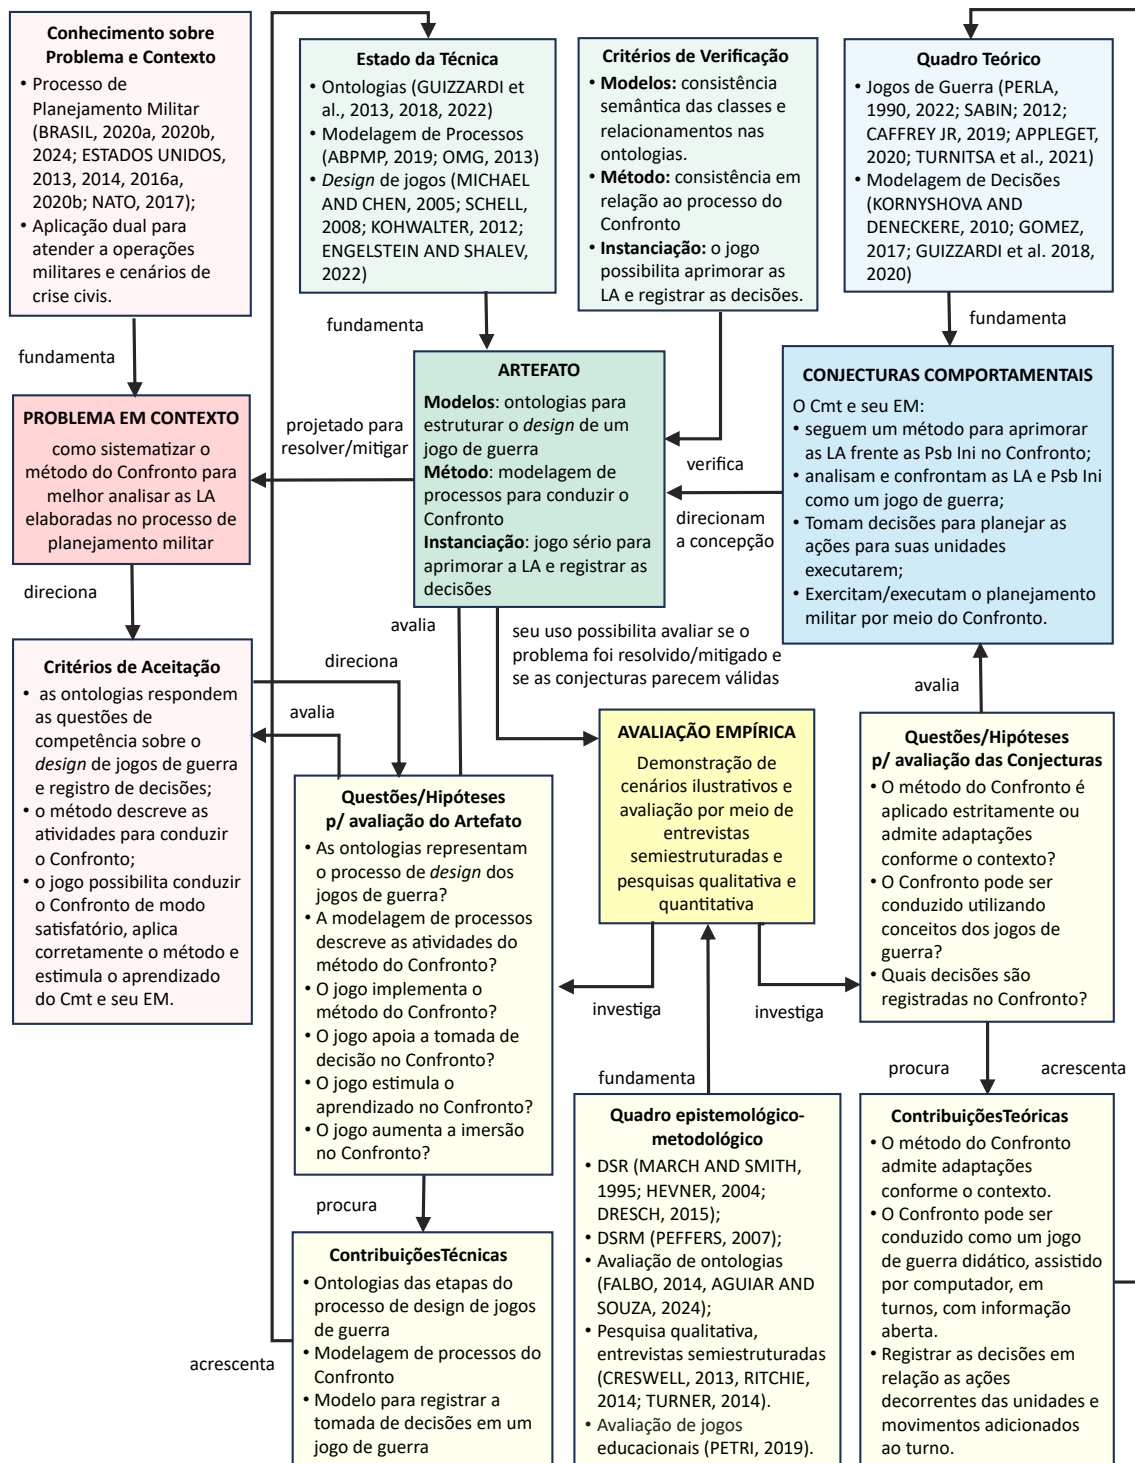 Conhecimento sobre
Problema e Contexto
• Processo de
Planejamento Militar
(BRASIL, 2020a, 2020b,
2024; ESTADOS UNIDOS,
2013, 2014, 2016a,
2020b; NATO, 2017);
• Aplicação dual para
atender a operações
militares e cenários de
crise civis.
Estado da Técnica
• Ontologias (GUIZZARDI et
al., 2013, 2018, 2022)
• Modelagem de Processos
(ABPMP, 2019; OMG, 2013)
• Design de jogos (MICHAEL
AND CHEN, 2005; SCHELL,
2008; KOHWALTER, 2012;
ENGELSTEIN AND SHALEV,
2022)
Critérios de Verificação
• Modelos: consistência
semântica das classes e
relacionamentos nas
ontologias.
• Método: consistência em
relação ao processo do
Confronto
• Instanciação: o jogo
possibilita aprimorar as
LA e registrar as decisões.
Quadro Teórico
• Jogos de Guerra (PERLA,
1990, 2022; SABIN; 2012;
CAFFREY JR, 2019; APPLEGET,
2020; TURNITSA et al., 2021)
• Modelagem de Decisões
(KORNYSHOVA AND
DENECKERE, 2010; GOMEZ,
2017; GUIZZARDI et al. 2018,
2020)
fundamenta
fundamenta
fundamenta
PROBLEMA EM CONTEXTO
como sistematizar o
método do Confronto para
melhor analisar as LA
elaboradas no processo de
planejamento militar
projetado para
resolver/mitigar
ARTEFATO
Modelos: ontologias para
estruturar o design de um
jogo de guerra
Método: modelagem de
processos para conduzir o
Confronto
Instanciação: jogo sério para
aprimorar a LA e registrar as
decisões
verifica
direcionam
a concepção
CONJECTURAS COMPORTAMENTAIS
O Cmt e seu EM:
• seguem um método para aprimorar
as LA frente as Psb Ini no Confronto;
• analisam e confrontam as LA e Psb Ini
como um jogo de guerra;
• Tomam decisões para planejar as
ações para suas unidades
executarem;
• Exercitam/executam o planejamento
militar por meio do Confronto.
direciona
avalia
seu uso possibilita avaliar se o
problema foi resolvido/mitigado e
se as conjecturas parecem válidas
avalia
Critérios de Aceitação
• as ontologias respondem
as questões de
competência sobre o
design de jogos de guerra
e registro de decisões;
• o método descreve as
atividades para conduzir
o Confronto;
• o jogo possibilita conduzir
o Confronto de modo
satisfatório, aplica
corretamente o método e
estimula o aprendizado
do Cmt e seu EM.
direciona
avalia
Questões/Hipóteses
p/ avaliação do Artefato
• As ontologias representam
o processo de design dos
jogos de guerra?
• A modelagem de processos
descreve as atividades do
método do Confronto?
• O jogo implementa o
método do Confronto?
• O jogo apoia a tomada de
decisão no Confronto?
• O jogo estimula o
aprendizado no Confronto?
• O jogo aumenta a imersão
no Confronto?
AVALIAÇÃO EMPÍRICA
Demonstração de
cenários ilustrativos e
avaliação por meio de
entrevistas
semiestruturadas e
pesquisas qualitativa e
quantitativa
Questões/Hipóteses
p/ avaliação das Conjecturas
• O método do Confronto é
aplicado estritamente ou
admite adaptações
conforme o contexto?
• O Confronto pode ser
conduzido utilizando
conceitos dos jogos de
guerra?
• Quais decisões são
registradas no Confronto?
investiga
investiga
fundamenta
procura
acrescenta
procura
ContribuiçõesTécnicas
• Ontologias das etapas do
processo de design de jogos
de guerra
• Modelagem de processos do
Confronto
• Modelo para registrar a
tomada de decisões em um
jogo de guerra
acrescenta
Quadro epistemológico-
metodológico
• DSR (MARCH AND SMITH,
1995; HEVNER, 2004;
DRESCH, 2015);
• DSRM (PEFFERS, 2007);
• Avaliação de ontologias
(FALBO, 2014, AGUIAR AND
SOUZA, 2024);
• Pesquisa qualitativa,
entrevistas semiestruturadas
(CRESWELL, 2013, RITCHIE,
2014; TURNER, 2014).
• Avaliação de jogos
educacionais (PETRI, 2019).
ContribuiçõesTeóricas
• O método do Confronto
admite adaptações
conforme o contexto.
• O Confronto pode ser
conduzido como um jogo
de guerra didático, assistido
por computador, em
turnos, com informação
aberta.
• Registrar as decisões em
relação as ações
decorrentes das unidades e
movimentos adicionados
ao turno.